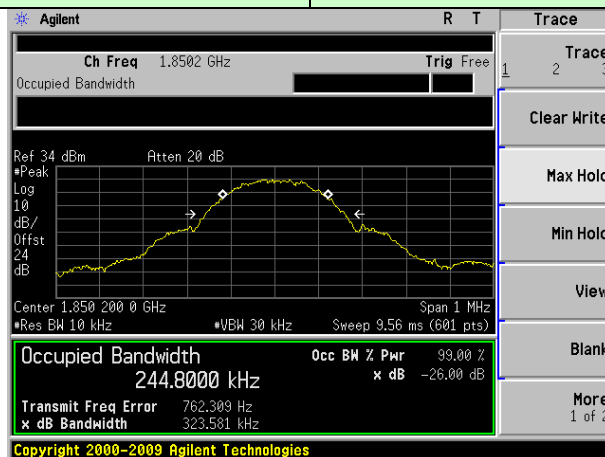 Agilent R T Trace
Ch Freq 1.8502 GHz Trig Free
Occupied Bandwidth
Trace
1 2 3
Clear Write
Max Hold
Min Hold
View
Blank
More
1 of 2
Ref 34 dBm Atten 20 dB
#Peak
Log
10
dB/
Offst
24
dB
Center 1.850 200 0 GHz Span 1 MHz
#Res BW 10 kHz #VBW 30 kHz Sweep 9.56 ms (601 pts)
Occupied Bandwidth Occ BW % Pwr 99.00 %
244.8000 kHz x dB -26.00 dB
Transmit Freq Error 762.309 Hz
x dB Bandwidth 323.581 kHz
Copyright 2000-2009 Agilent Technologies